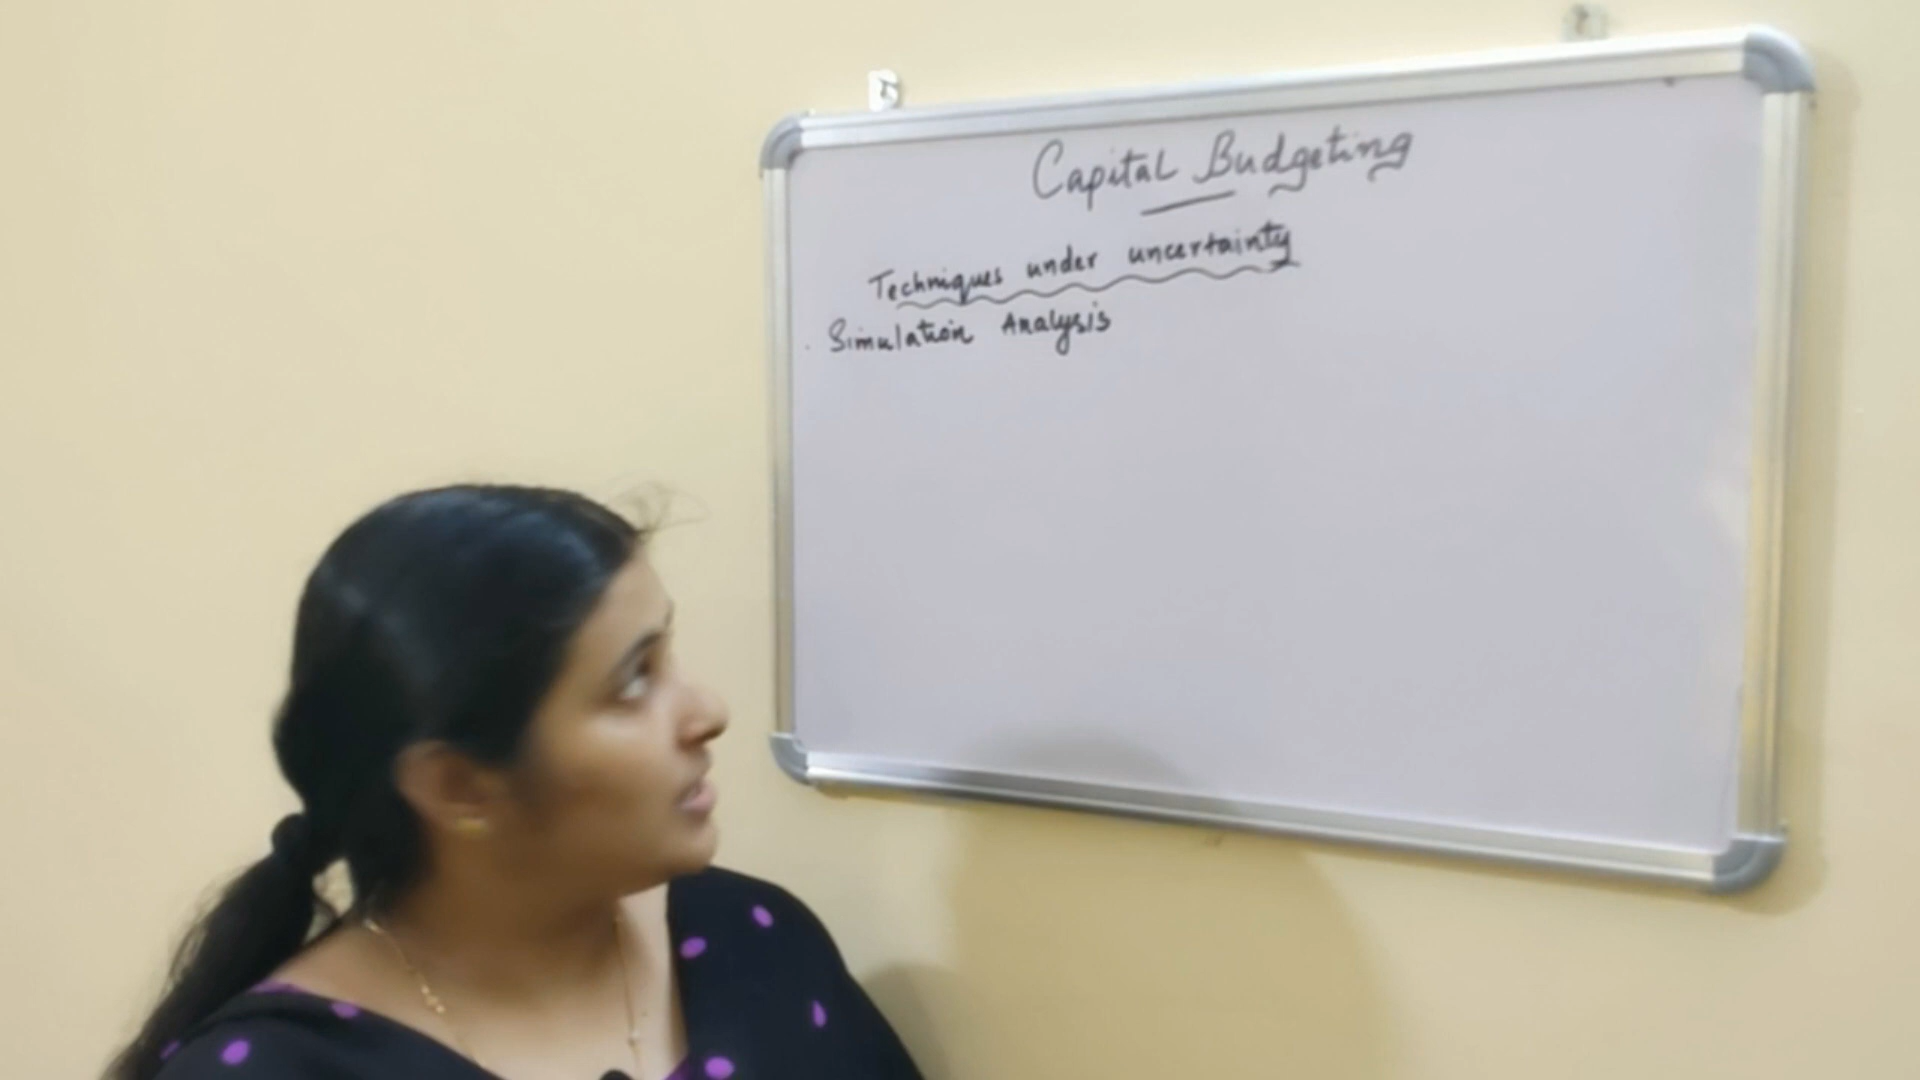 Capital Budgeting
Techniques under uncertainty
Simulation Analysis